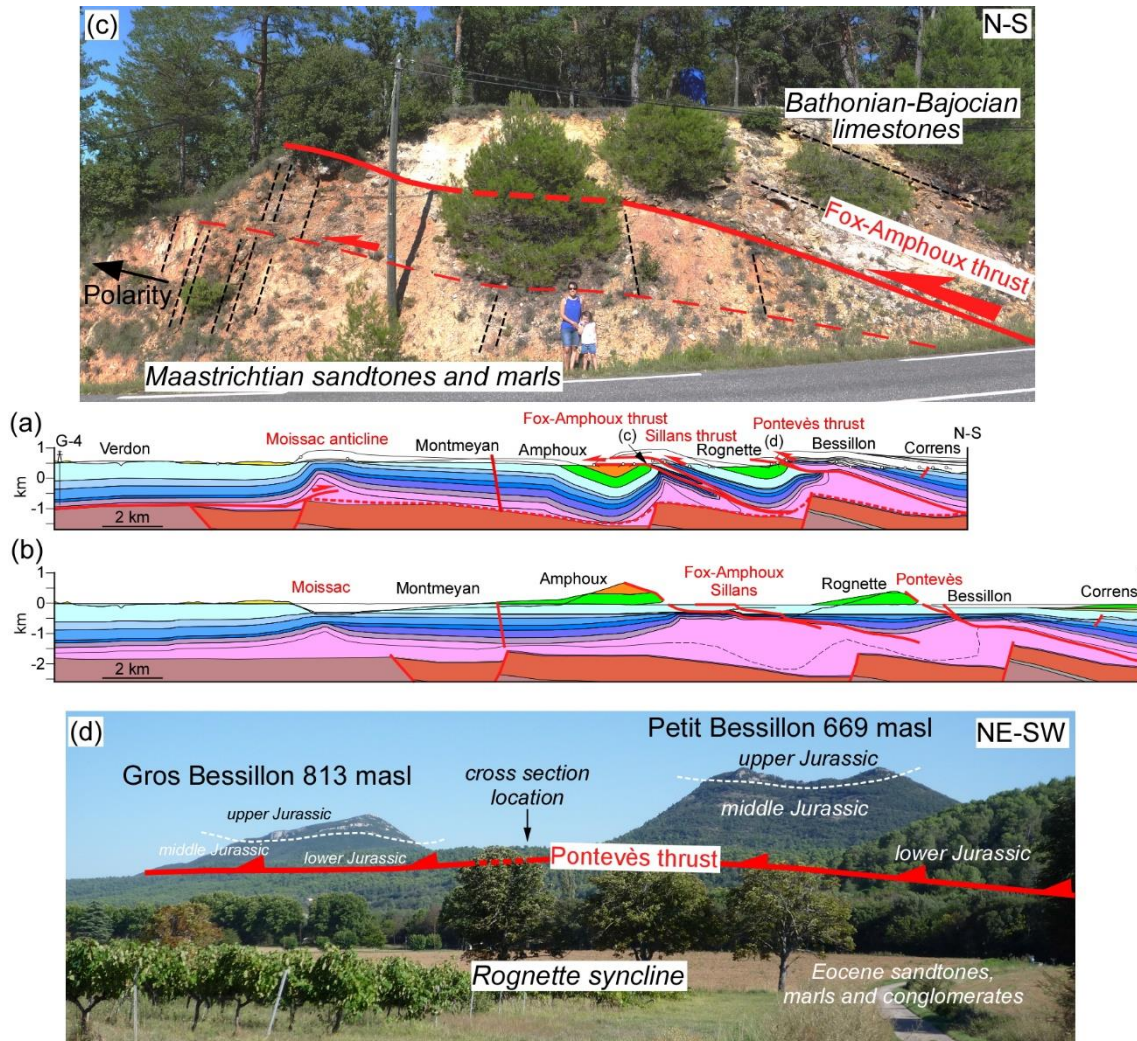 (c)
N-S
Bathonian-Bajocian
limestones
Fox-Amphoux thrust
Polarity
Maastrichtian sandtones and marls
(a)
G-4
Verdon
Moissac anticline
Montmeyan
Fox-Amphoux thrust
Amphoux
(c)
Sillans thrust
Rognette
Pontevès thrust
(d)
Bessillon
Correns
N-S
1
0
km
-1
2 km
(b)
Moissac
Montmeyan
Amphoux
Fox-Amphoux
Sillans
Rognette
Pontevès
Bessillon
Correns
1
0
km
-1
-2
2 km
(d)
Petit Bessillon 669 masl
NE-SW
Gros Bessillon 813 masl
cross section
location
upper Jurassic
middle Jurassic
upper Jurassic
middle Jurassic
lower Jurassic
Pontevès thrust
lower Jurassic
Rognette syncline
Eocene sandtones,
marls and conglomerates